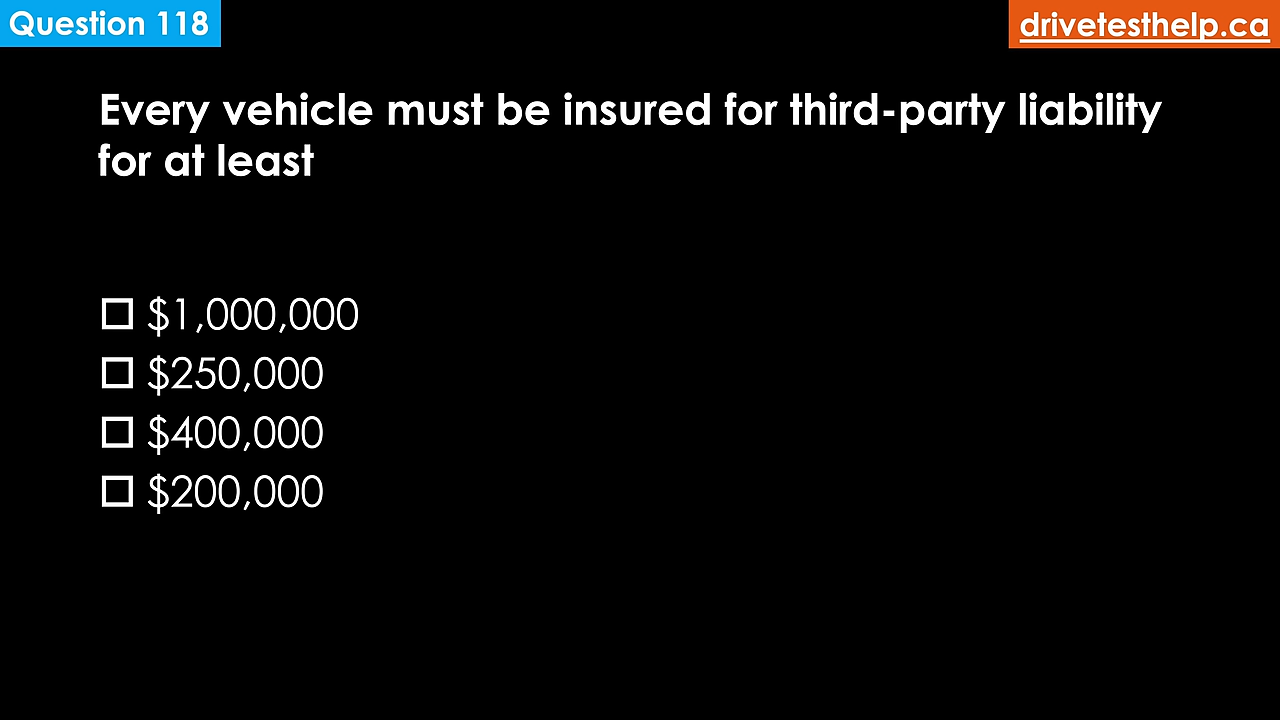 Question 118
drivetesthelp.ca
Every vehicle must be insured for third-party liability
for at least
$1,000,000
$250,000
$400,000
$200,000